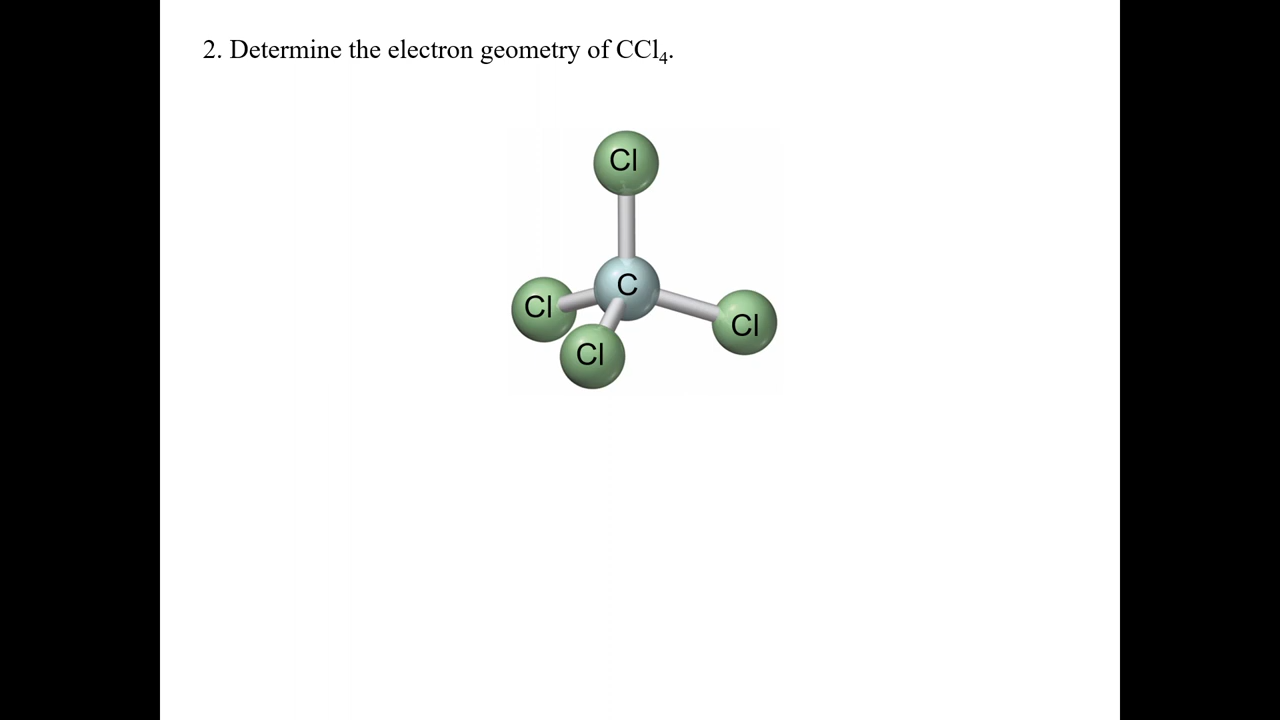 2. Determine the electron geometry of CCl₄.
Cl
C
Cl
Cl
Cl